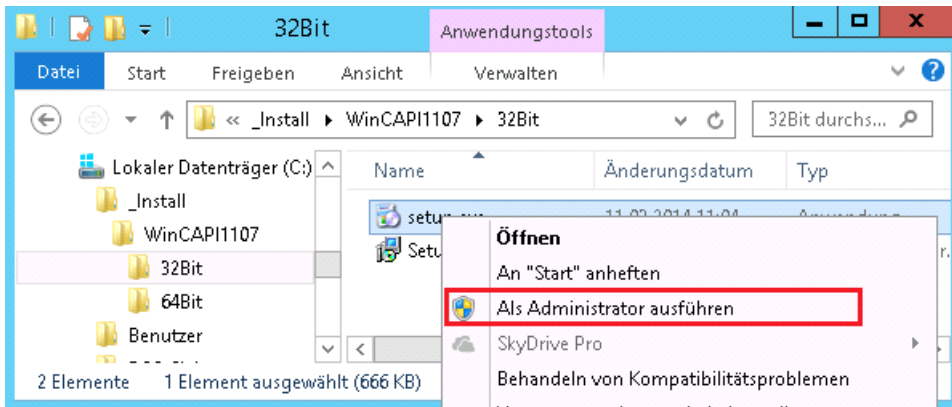 32Bit
Anwendungstools
Datei Start Freigeben Ansicht Verwalten
« _Install ▸ WinCAPI1107 ▸ 32Bit
32Bit durchs...
Lokaler Datenträger (C:)
_Install
WinCAPI1107
32Bit
64Bit
Benutzer
Name Änderungsdatum Typ
Öffnen
An "Start" anheften
Als Administrator ausführen
SkyDrive Pro
Behandeln von Kompatibilitätsproblemen
2 Elemente 1 Element ausgewählt (666 KB)